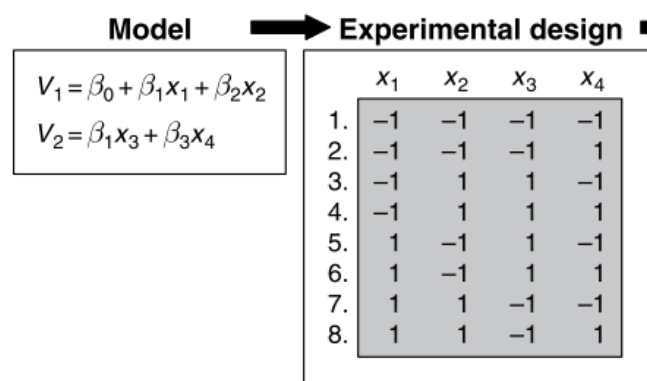 Model Experimental design
V₁ = β₀ + β₁x₁ + β₂x₂
V₂ = β₁x₃ + β₃x₄
x₁ x₂ x₃ x₄
1. −1 −1 −1 −1
2. −1 −1 −1 1
3. −1 1 1 −1
4. −1 1 1 1
5. 1 −1 1 −1
6. 1 −1 1 1
7. 1 1 −1 −1
8. 1 1 −1 1